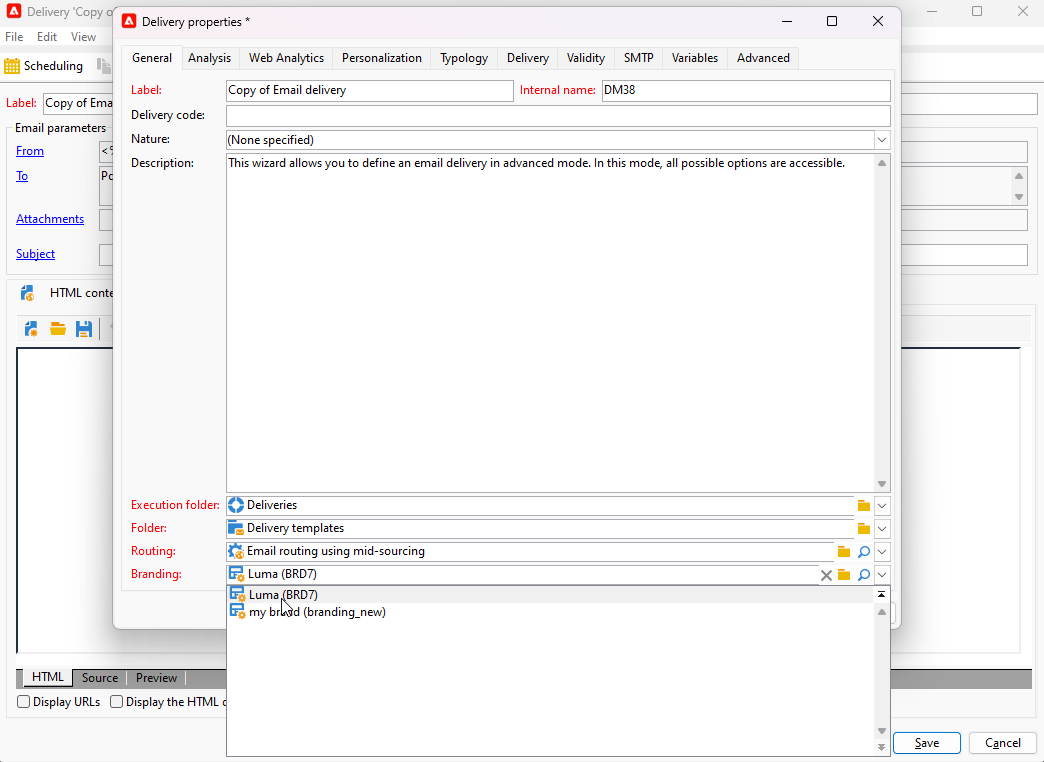 Delivery 'Copy o
Delivery properties *
File Edit View
Scheduling
General Analysis Web Analytics Personalization Typology Delivery Validity SMTP Variables Advanced
Label: Copy of Ema
Label: Copy of Email delivery Internal name: DM38
Delivery code:
Email parameters
Nature: (None specified)
From <%
Description: This wizard allows you to define an email delivery in advanced mode. In this mode, all possible options are accessible.
To
Attachments
Subject
HTML conte
Execution folder: Deliveries
Folder: Delivery templates
Routing: Email routing using mid-sourcing
Branding: Luma (BRD7)
Luma (BRD7)
(branding_new)
HTML Source Preview
Display URLs Display the HTML
Save Cancel